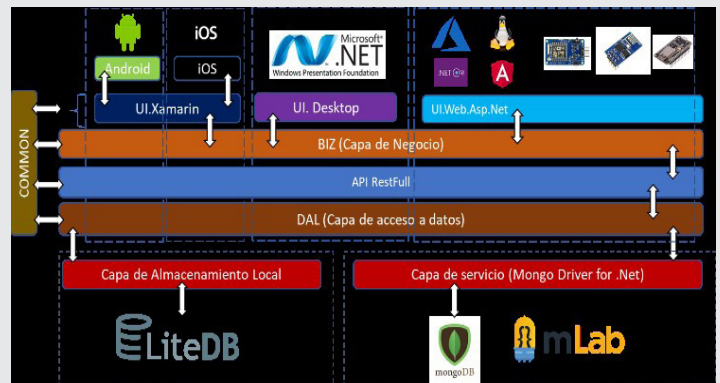 iOS
Microsoft®
.NET
Windows Presentation Foundation
.NET
Android
iOS
COMMON
UI.Xamarin
UI. Desktop
UI.Web.Asp.Net
BIZ (Capa de Negocio)
API RestFull
DAL (Capa de acceso a datos)
Capa de Almacenamiento Local
Capa de servicio (Mongo Driver for .Net)
LiteDB
mongoDB
mLab